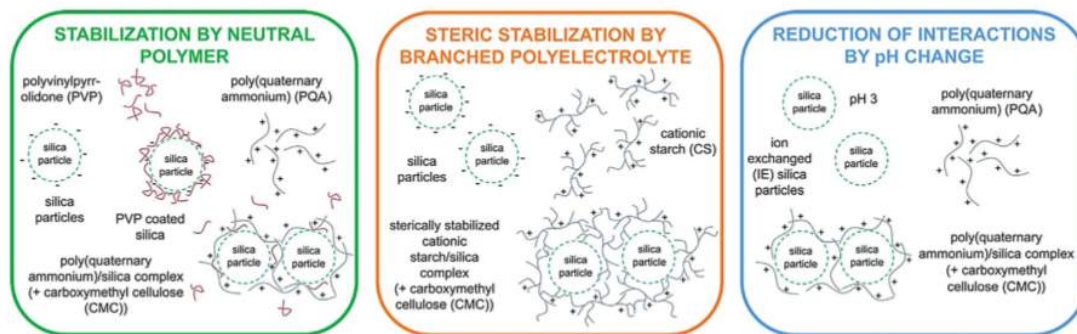 STABILIZATION BY NEUTRAL
POLYMER
polyvinylpyrr-
olidone (PVP)
poly(quaternary
ammonium) (PQA)
silica
particle
silica
particle
silica
particles
PVP coated
silica
poly(quaternary
ammonium)/silica complex
(+ carboxymethyl cellulose
(CMC))
silica
particle
silica
particle
STERIC STABILIZATION BY
BRANCHED POLYELECTROLYTE
silica
particle
silica
particle
silica
particles
cationic
starch (CS)
sterically stabilized
cationic
starch/silica
complex (+
carboxymethyl
cellulose (CMC))
silica
particle
silica
particle
REDUCTION OF INTERACTIONS
BY pH CHANGE
silica
particle
pH 3
poly(quaternary
ammonium) (PQA)
ion
exchanged
(IE) silica
particles
silica
particle
silica
particle
silica
particle
poly(quaternary
ammonium)/silica complex
(+ carboxymethyl
cellulose (CMC))